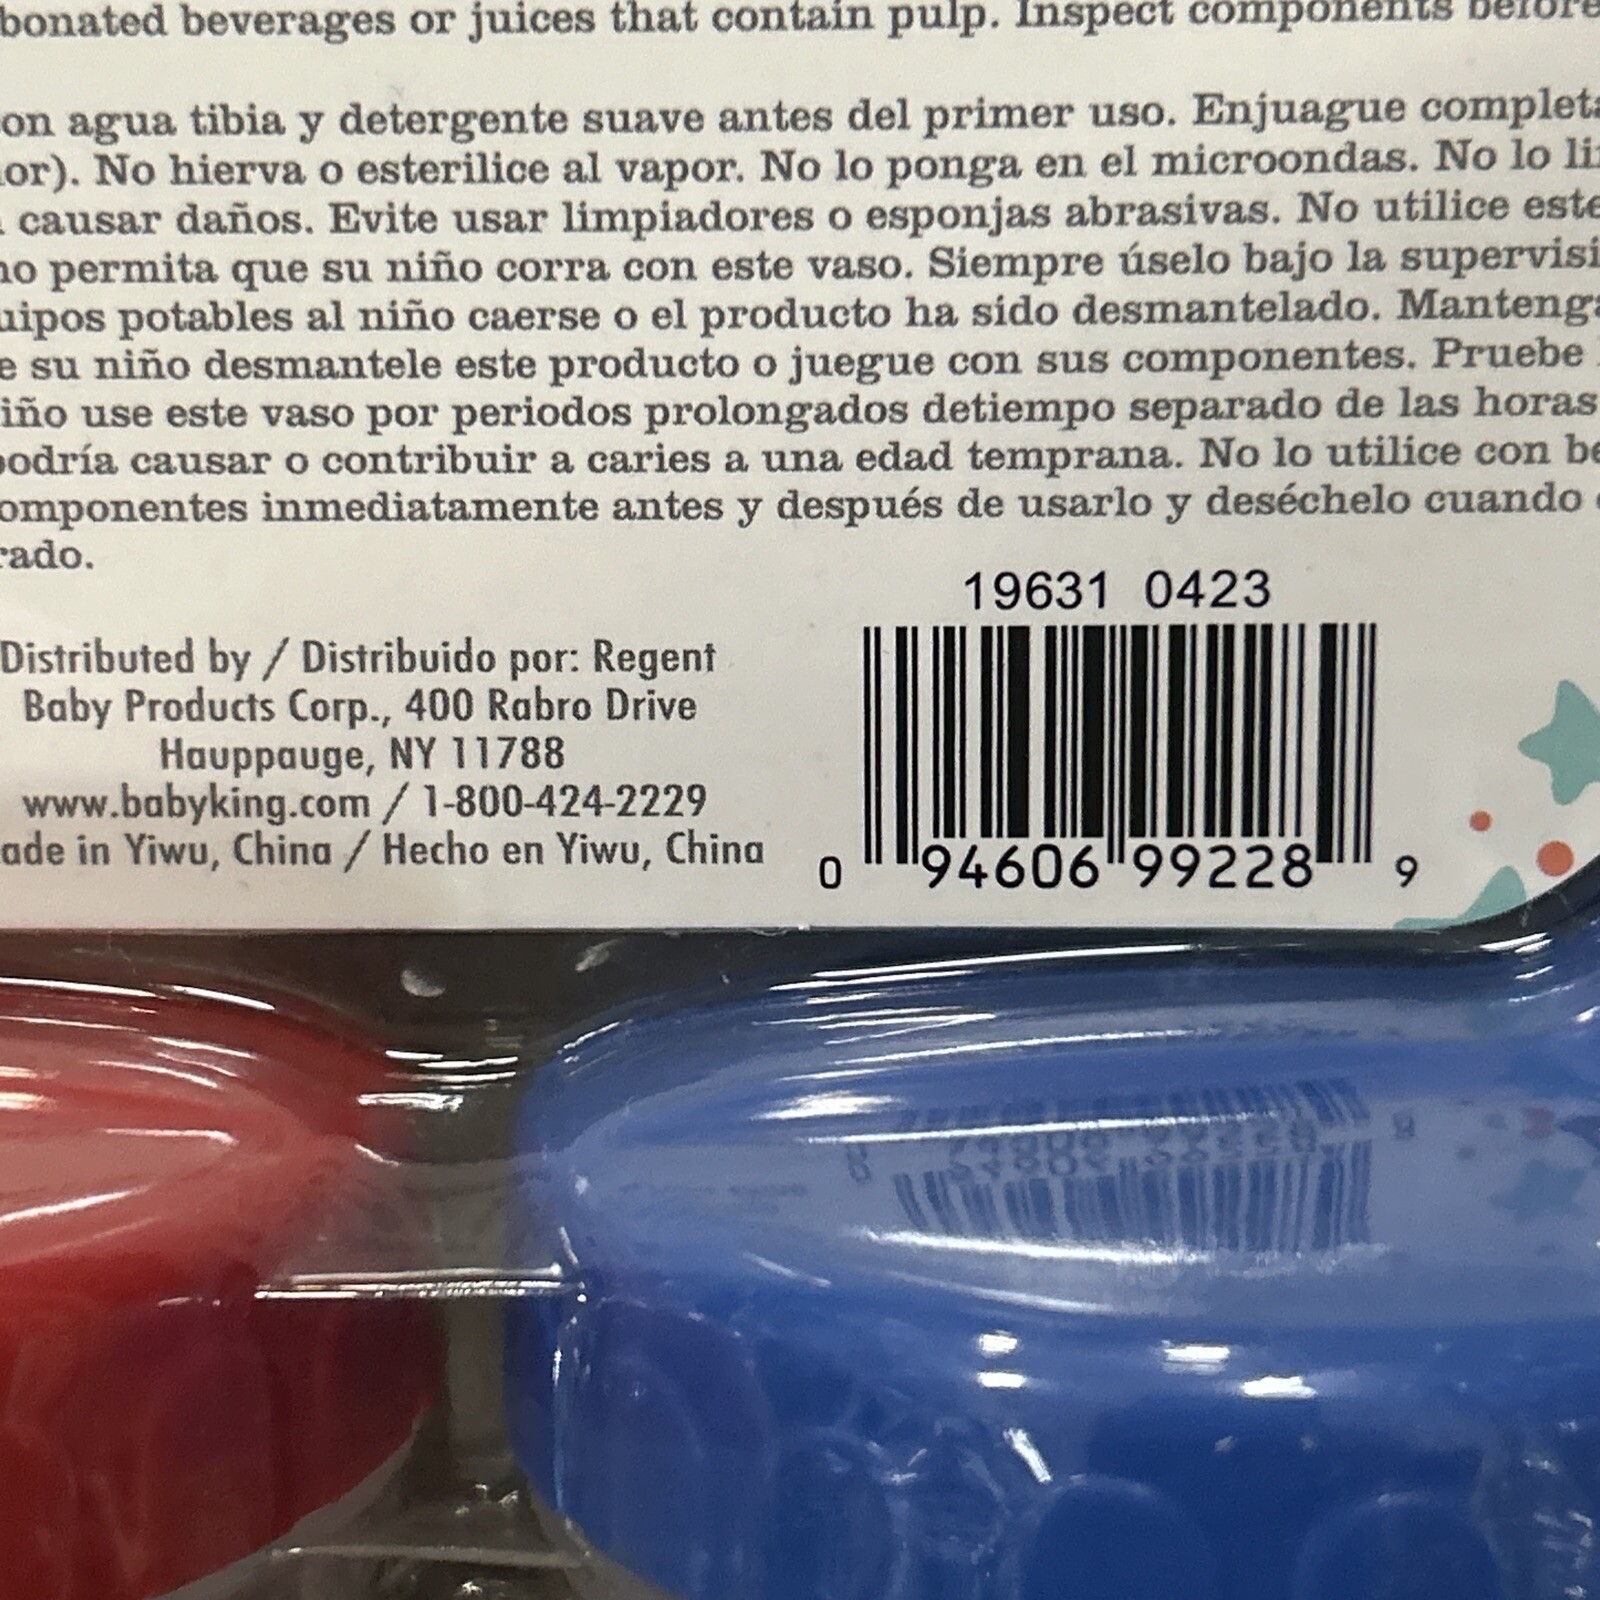 bonated beverages or juices that contain pulp. Inspect components before
on agua tibia y detergente suave antes del primer uso. Enjuague completa
or). No hierva o esterilice al vapor. No lo ponga en el microondas. No lo li
causar daños. Evite usar limpiadores o esponjas abrasivas. No utilice este
no permita que su niño corra con este vaso. Siempre úselo bajo la supervisi
uipos potables al niño caerse o el producto ha sido desmantelado. Mantenga
e su niño desmantele este producto o juegue con sus componentes. Pruebe
iño use este vaso por periodos prolongados detiempo separado de las horas
podría causar o contribuir a caries a una edad temprana. No lo utilice con be
omponentes inmediatamente antes y después de usarlo y deséchelo cuando
rado.
19631 0423
Distributed by / Distribuido por: Regent
Baby Products Corp., 400 Rabro Drive
Hauppauge, NY 11788
www.babyking.com / 1-800-424-2229
ade in Yiwu, China / Hecho en Yiwu, China
0 94606 99228 9